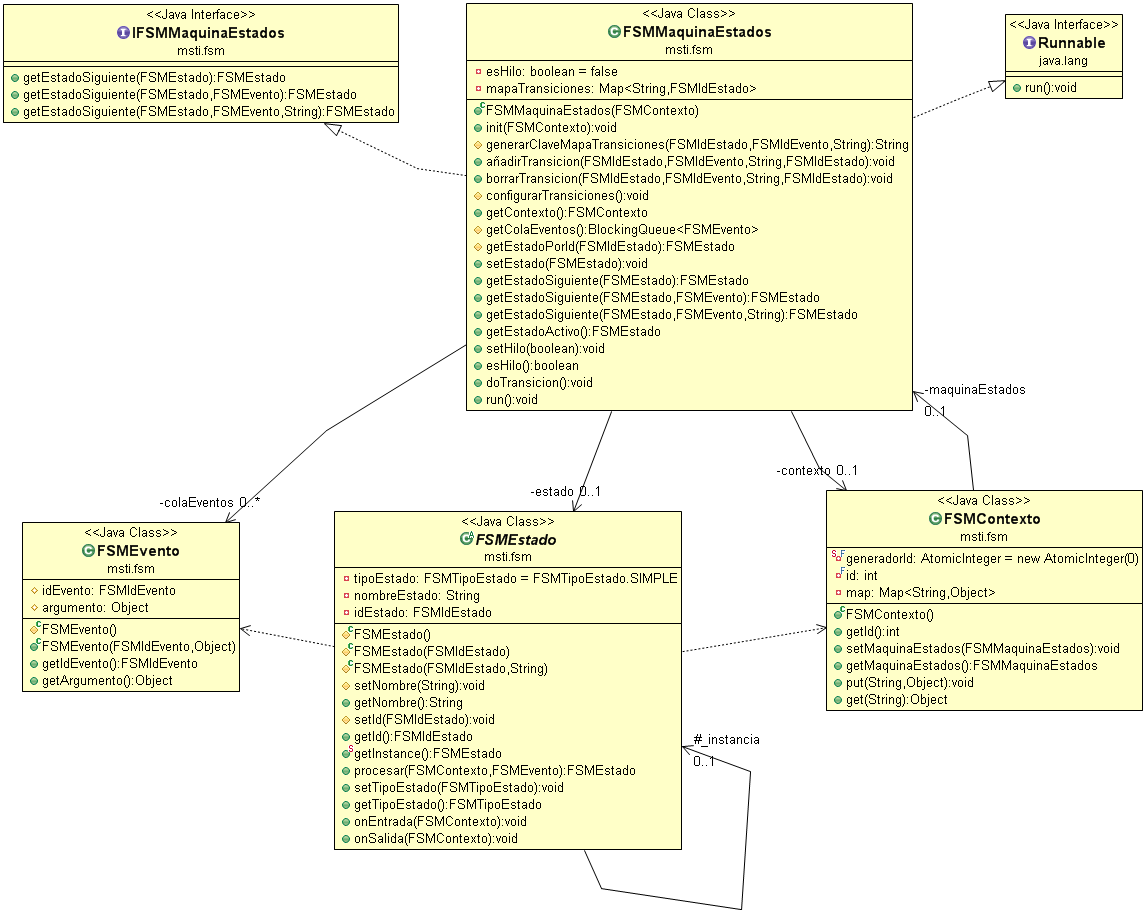 <<Java Interface>>
IFSMMaquinaEstados
msti.fsm
getEstadoSiguiente(FSMEstado):FSMEstado
getEstadoSiguiente(FSMEstado,FSMEvento):FSMEstado
getEstadoSiguiente(FSMEstado,FSMEvento,String):FSMEstado
<<Java Class>>
FSMMaquinaEstados
msti.fsm
esHilo: boolean = false
mapaTransiciones: Map<String,FSMIdEstado>
FSMMaquinaEstados(FSMContexto)
init(FSMContexto):void
generarClaveMapaTransiciones(FSMIdEstado,FSMIdEvento,String):String
añadirTransicion(FSMIdEstado,FSMIdEvento,String,FSMIdEstado):void
borrarTransicion(FSMIdEstado,FSMIdEvento,String,FSMIdEstado):void
configurarTransiciones():void
getContexto():FSMContexto
getColaEventos():BlockingQueue<FSMEvento>
getEstadoPorId(FSMIdEstado):FSMEstado
setEstado(FSMEstado):void
getEstadoSiguiente(FSMEstado):FSMEstado
getEstadoSiguiente(FSMEstado,FSMEvento):FSMEstado
getEstadoSiguiente(FSMEstado,FSMEvento,String):FSMEstado
getEstadoActivo():FSMEstado
setHilo(boolean):void
esHilo():boolean
doTransicion():void
run():void
<<Java Interface>>
Runnable
java.lang
run():void
-maquinaEstados
0..1
-contexto 0..1
-estado 0..1
-colaEventos 0..*
<<Java Class>>
FSMEvento
msti.fsm
idEvento: FSMIdEvento
argumento: Object
FSMEvento()
FSMEvento(FSMIdEvento,Object)
getIdEvento():FSMIdEvento
getArgumento():Object
<<Java Class>>
FSMEstado
msti.fsm
tipoEstado: FSMTipoEstado = FSMTipoEstado.SIMPLE
nombreEstado: String
idEstado: FSMIdEstado
FSMEstado()
FSMEstado(FSMIdEstado)
FSMEstado(FSMIdEstado,String)
setNombre(String):void
getNombre():String
setId(FSMIdEstado):void
getId():FSMIdEstado
getInstance():FSMEstado
procesar(FSMContexto,FSMEvento):FSMEstado
setTipoEstado(FSMTipoEstado):void
getTipoEstado():FSMTipoEstado
onEntrada(FSMContexto):void
onSalida(FSMContexto):void
#_instancia
0..1
<<Java Class>>
FSMContexto
msti.fsm
generadorId: AtomicInteger = new AtomicInteger(0)
id: int
map: Map<String,Object>
FSMContexto()
getId():int
setMaquinaEstados(FSMMaquinaEstados):void
getMaquinaEstados():FSMMaquinaEstados
put(String,Object):void
get(String):Object